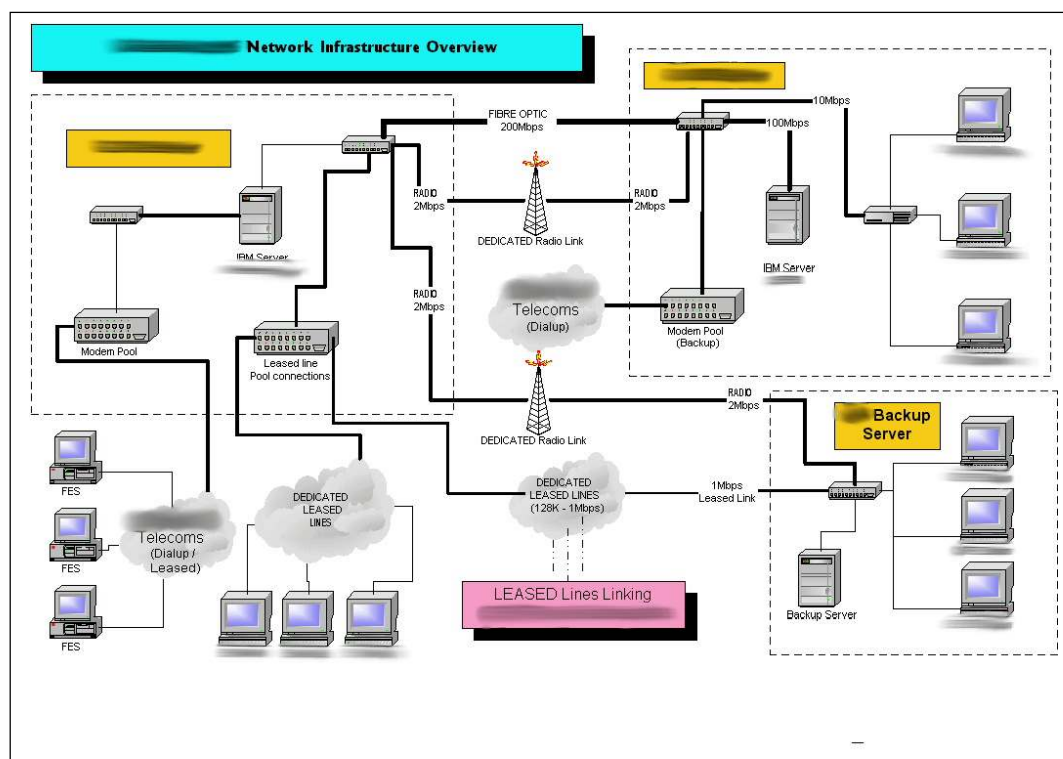 Network Infrastructure Overview
FIBRE OPTIC
200Mbps
10Mbps
100Mbps
RADIO
2Mbps
RADIO
2Mbps
DEDICATED Radio Link
IBM Server
IBM Server
RADIO
2Mbps
Telecoms
(Dialup)
Modem Pool
(Backup)
Modem Pool
Leased line
Pool connections
RADIO
2Mbps
DEDICATED Radio Link
Backup
Server
FES
DEDICATED
LEASED
LINES
DEDICATED
LEASED LINES
(128K - 1Mbps)
1Mbps
Leased Link
Telecoms
(Dialup /
Leased)
FES
LEASED Lines Linking
Backup Server
FES